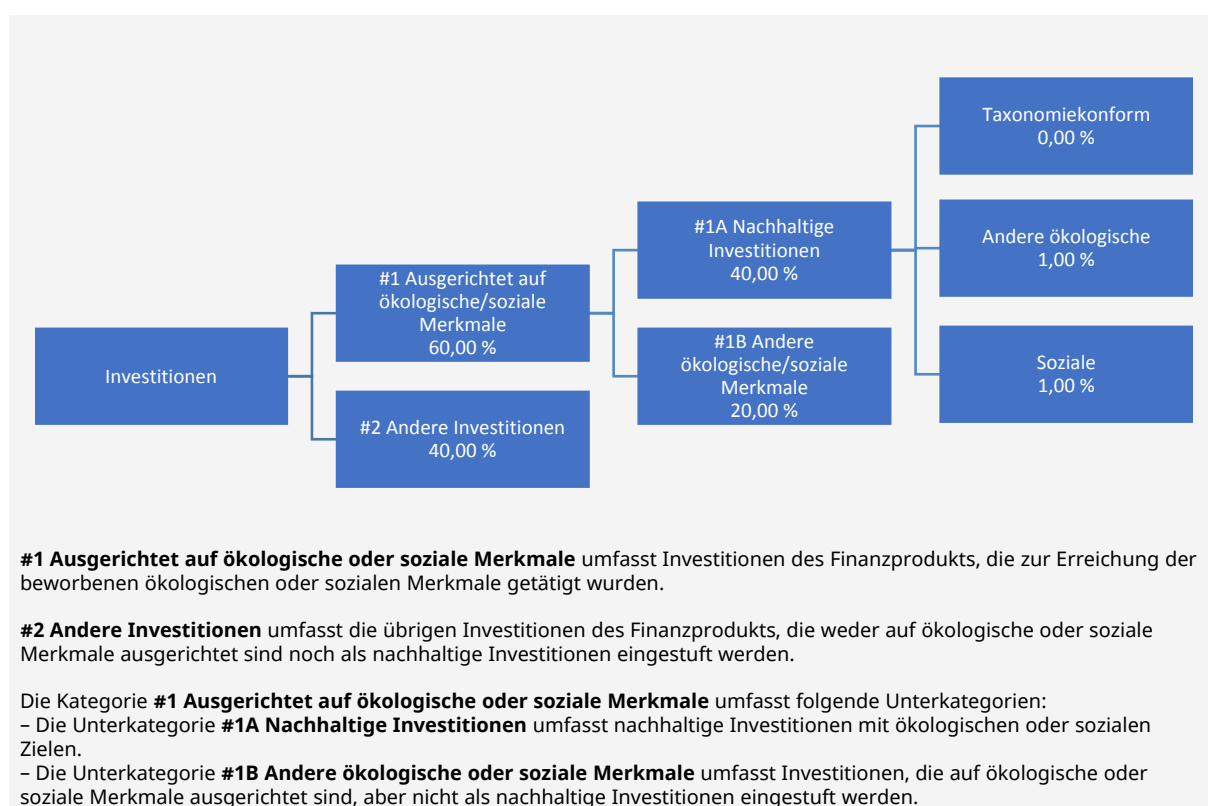 Investitionen
#1 Ausgerichtet auf
ökologische/soziale
Merkmale
60,00 %
#2 Andere Investitionen
40,00 %
#1A Nachhaltige
Investitionen
40,00 %
#1B Andere
ökologische/soziale
Merkmale
20,00 %
Taxonomiekonform
0,00 %
Andere ökologische
1,00 %
Soziale
1,00 %
#1 Ausgerichtet auf ökologische oder soziale Merkmale umfasst Investitionen des Finanzprodukts, die zur Erreichung der
beworbenen ökologischen oder sozialen Merkmale getätigt wurden.
#2 Andere Investitionen umfasst die übrigen Investitionen des Finanzprodukts, die weder auf ökologische oder soziale
Merkmale ausgerichtet sind noch als nachhaltige Investitionen eingestuft werden.
Die Kategorie #1 Ausgerichtet auf ökologische oder soziale Merkmale umfasst folgende Unterkategorien:
– Die Unterkategorie #1A Nachhaltige Investitionen umfasst nachhaltige Investitionen mit ökologischen oder sozialen
Zielen.
– Die Unterkategorie #1B Andere ökologische oder soziale Merkmale umfasst Investitionen, die auf ökologische oder
soziale Merkmale ausgerichtet sind, aber nicht als nachhaltige Investitionen eingestuft werden.